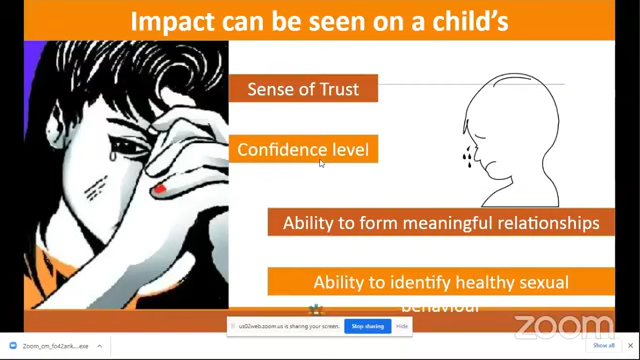 Impact can be seen on a child's
Sense of Trust
Confidence level
Ability to form meaningful relationships
Ability to identify healthy sexual
behaviour
us02web.zoom.us is sharing your screen.
Stop sharing
Hide
zoom
Zoom_cm_fo42ark....exe
Show all